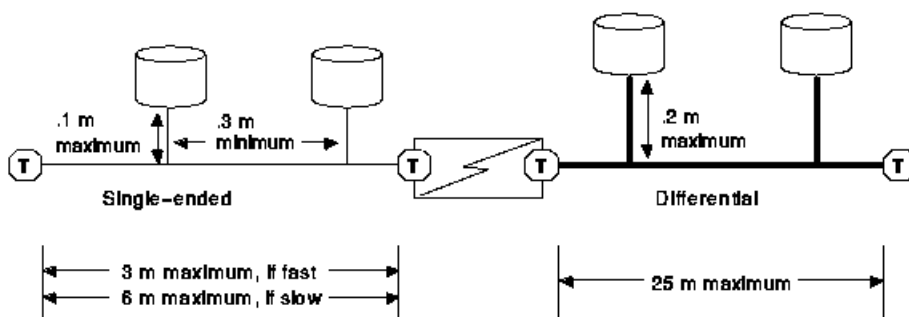 .1 m
maximum
.3 m
minimum
.2 m
maximum
T
T
T
T
Single-ended
Differential
3 m maximum, if fast
6 m maximum, if slow
25 m maximum